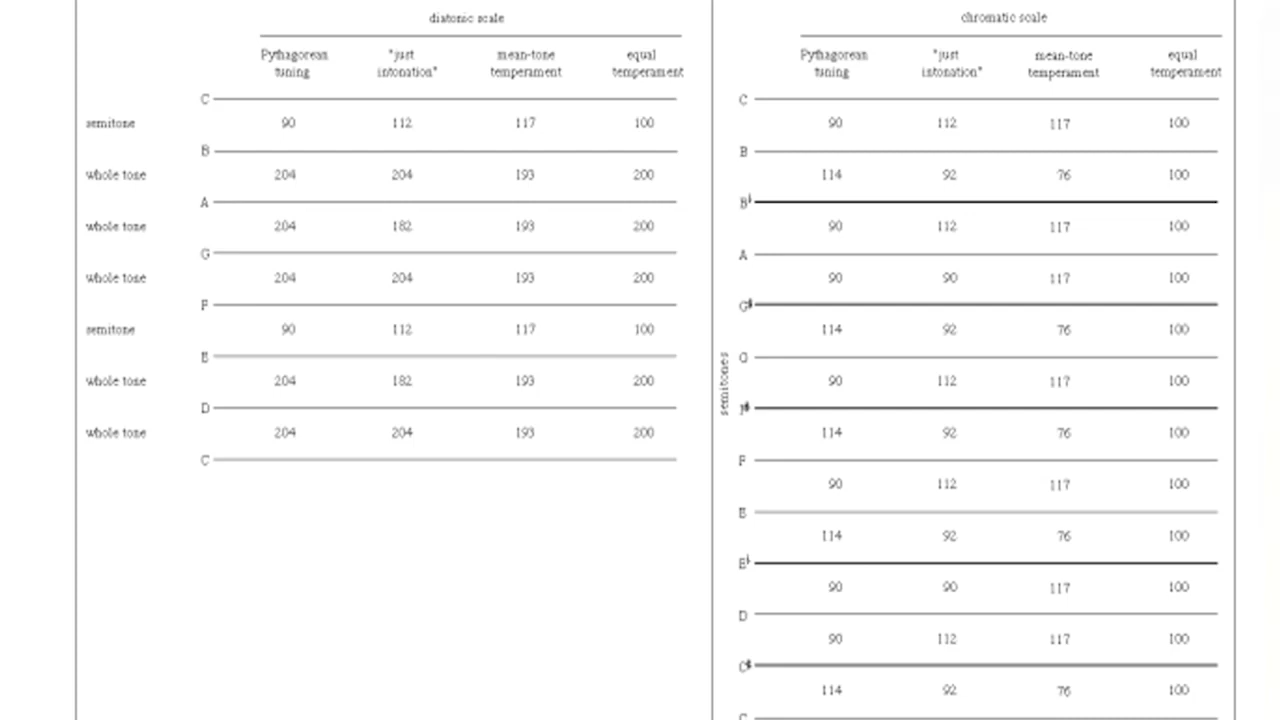 diatonic scale
Pythagorean tuning "just intonation" mean-tone temperament equal temperament
C
semitone 90 112 117 100
B
whole tone 204 204 193 200
A
whole tone 204 182 193 200
G
whole tone 204 204 193 200
F
semitone 90 112 117 100
E
whole tone 204 182 193 200
D
whole tone 204 204 193 200
C
chromatic scale
Pythagorean tuning "just intonation" mean-tone temperament equal temperament
semitones
C
90 112 117 100
B
114 92 76 100
B♭
90 112 117 100
A
90 90 117 100
G♯
114 92 76 100
G
90 112 117 100
F♯
114 92 76 100
F
90 112 117 100
E
114 92 76 100
E♭
90 90 117 100
D
90 112 117 100
C♯
114 92 76 100
C